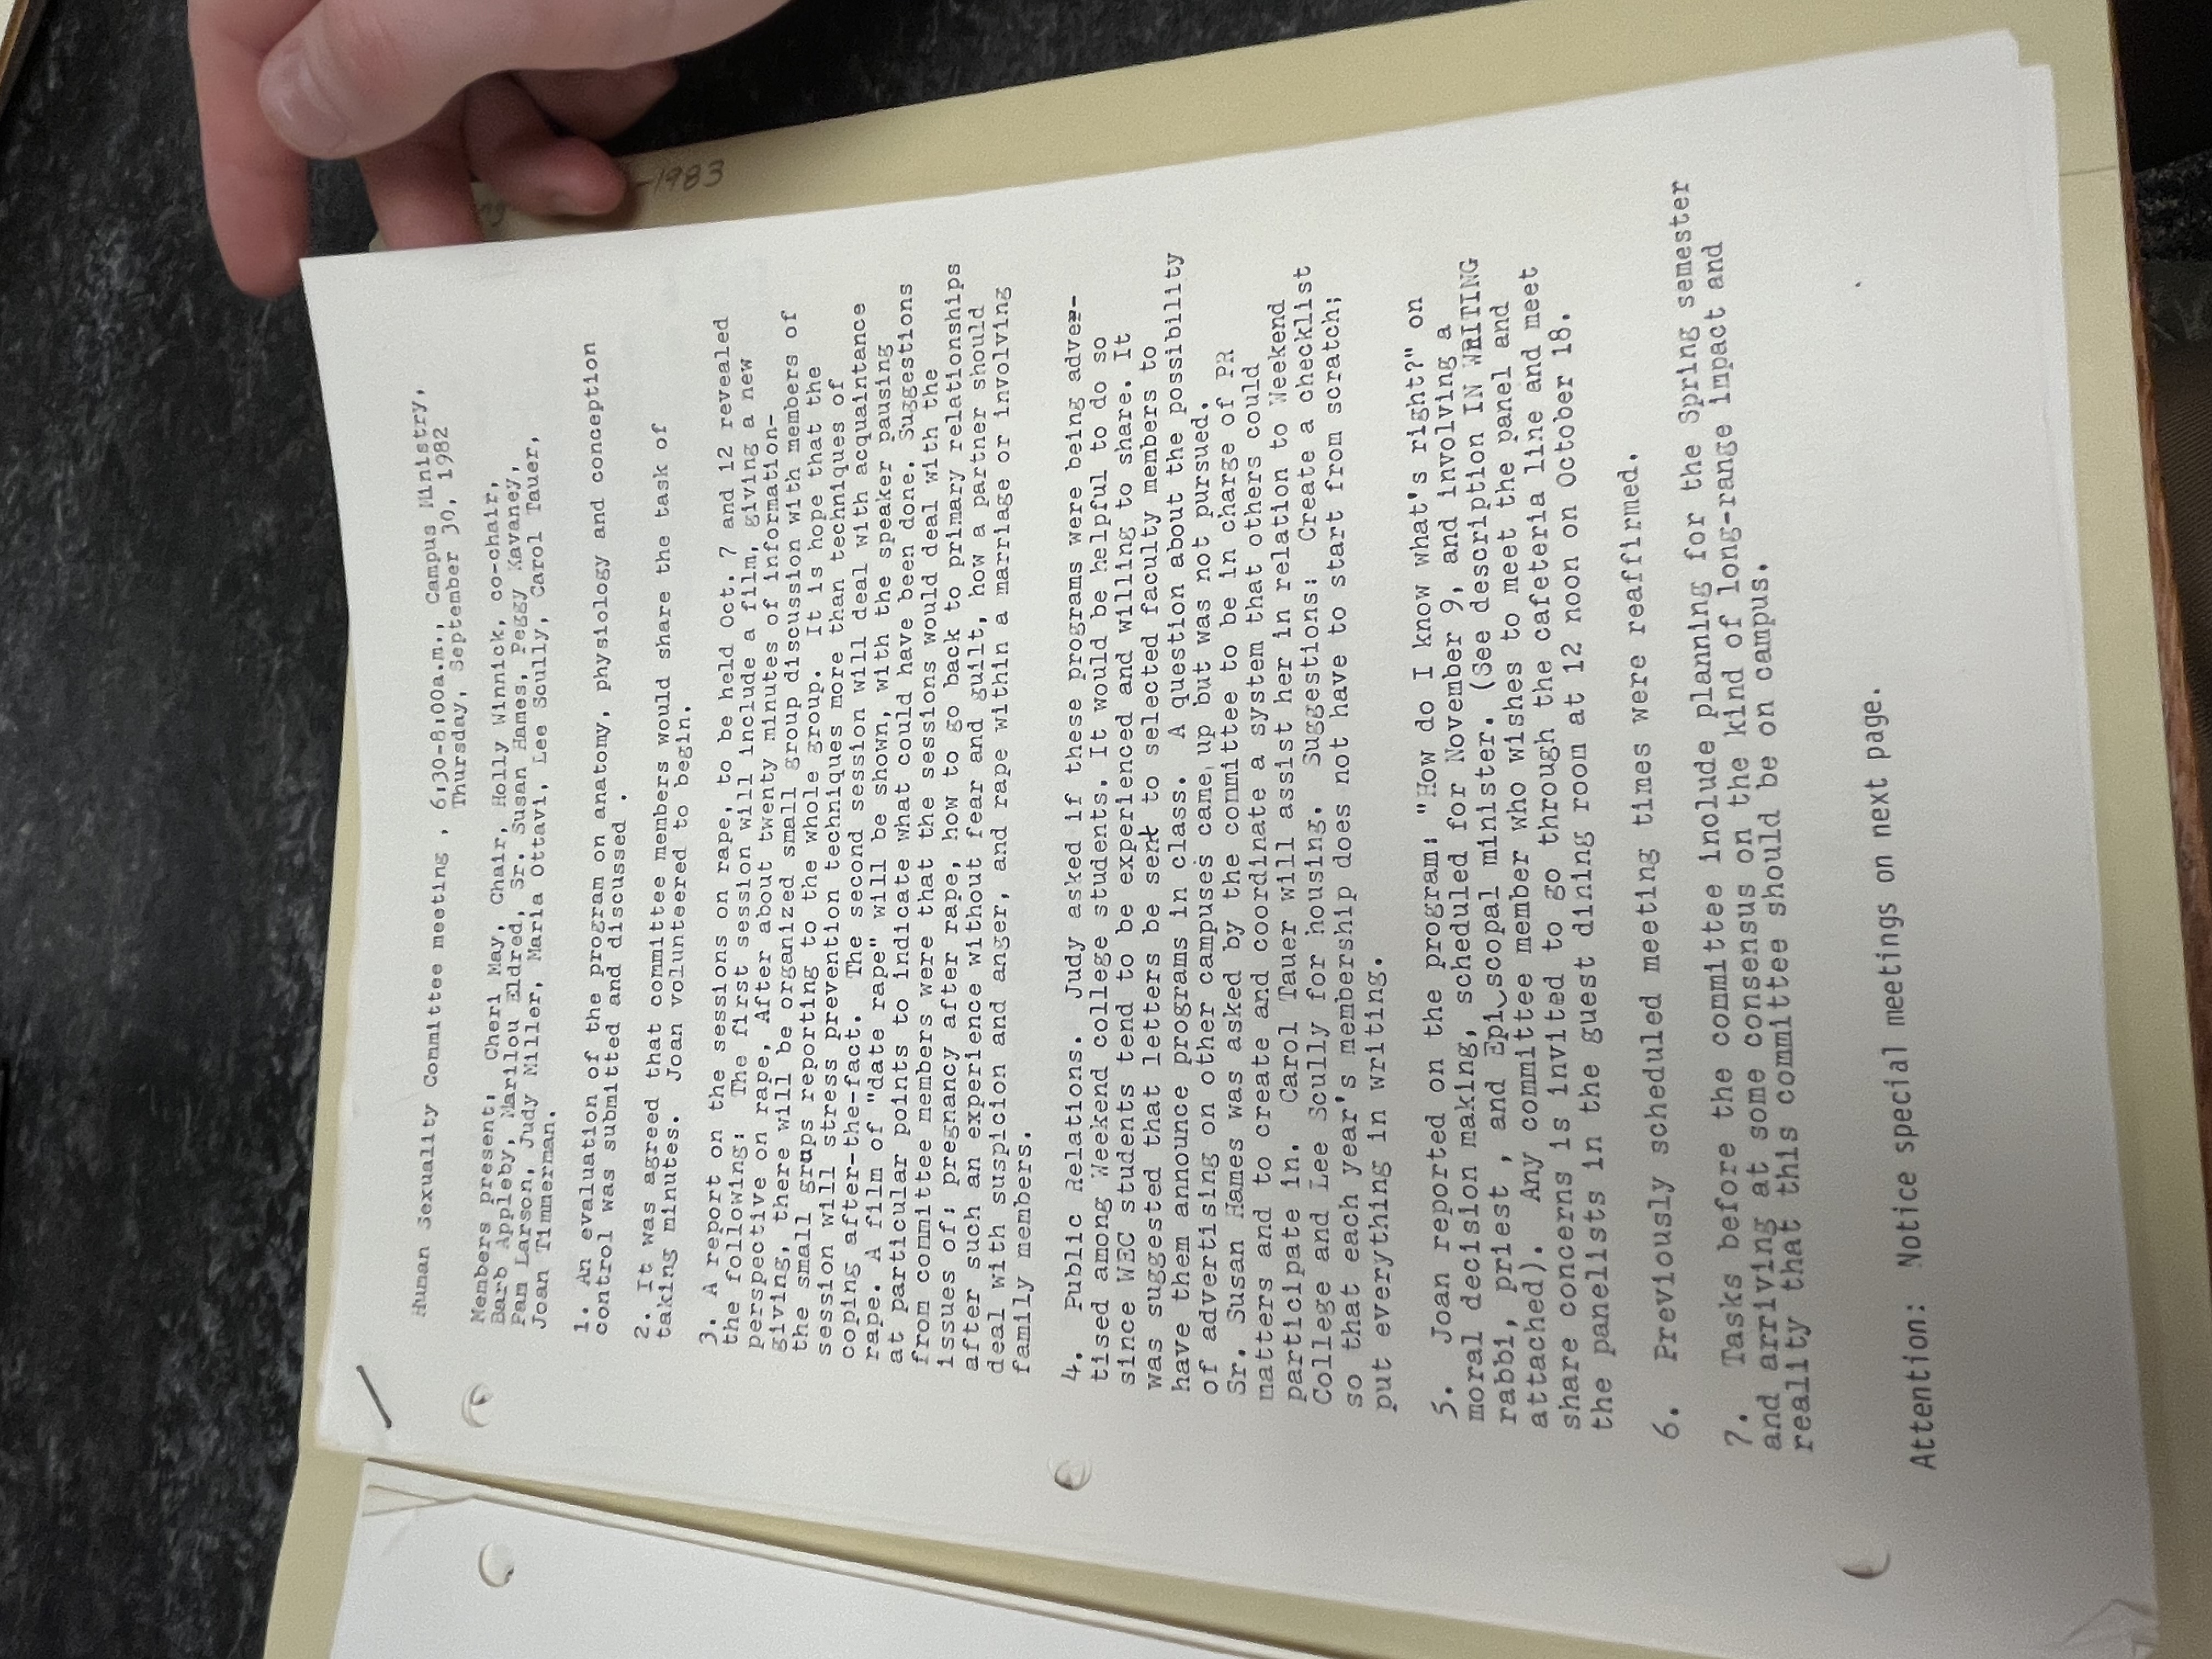 Human Sexuality Committee meeting , 6:30-8:00a.m., Campus Ministry,
Thursday, September 30, 1982
Members present: Cheri May, Chair, Holly Winnick, co-chair,
Barb Appleby, Marilou Eldred, Sr. Susan Hames, Peggy Kavaney,
Pam Larson, Judy Miller, Maria Ottavi, Lee Scully, Carol Tauer,
Joan Timmerman.
1. An evaluation of the program on anatomy, physiology and conception
control was submitted and discussed .
2. It was agreed that committee members would share the task of
taking minutes. Joan volunteered to begin.
3. A report on the sessions on rape, to be held Oct. 7 and 12 revealed
the following: The first session will include a film, giving a new
perspective on rape. After about twenty minutes of information-
giving, there will be organized small group discussion with members of
the small grups reporting to the whole group. It is hope that the
session will stress prevention techniques more than techniques of
coping after-the-fact. The second session will deal with acquaintance
rape. A film of "date rape" will be shown, with the speaker pausing
at particular points to indicate what could have been done. Suggestions
from committee members were that the sessions would deal with the
issues of: pregnancy after rape, how to go back to primary relationships
after such an experience without fear and guilt, how a partner should
deal with suspicion and anger, and rape within a marriage or involving
family members.
4. Public Relations. Judy asked if these programs were being adver-
tised among Weekend college students. It would be helpful to do so
since WEC students tend to be experienced and willing to share. It
was suggested that letters be sent to selected faculty members to
have them announce programs in class. A question about the possibility
of advertising on other campuses came up but was not pursued.
Sr. Susan Hames was asked by the committee to be in charge of PR
matters and to create and coordinate a system that others could
participate in. Carol Tauer will assist her in relation to Weekend
College and Lee Scully for housing. Suggestions: Create a checklist
so that each year's membership does not have to start from scratch;
put everything in writing.
5. Joan reported on the program: "How do I know what's right?" on
moral decision making, scheduled for November 9, and involving a
rabbi, priest , and Episcopal minister. (See description IN WRITING
attached). Any committee member who wishes to meet the panel and
share concerns is invited to go through the cafeteria line and meet
the panelists in the guest dining room at 12 noon on October 18.
6. Previously scheduled meeting times were reaffirmed.
7. Tasks before the committee include planning for the Spring semester
and arriving at some consensus on the kind of long-range impact and
reality that this committee should be on campus.
Attention: Notice special meetings on next page.
-1983